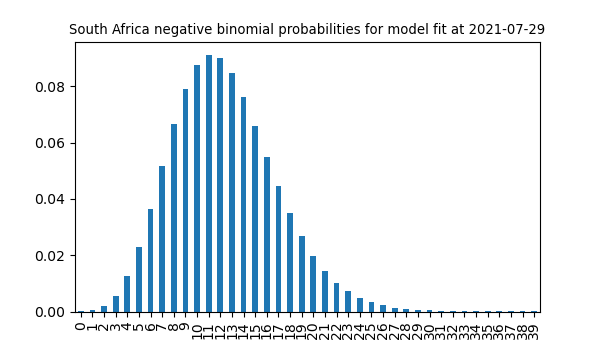 South Africa negative binomial probabilities for model fit at 2021-07-29
0.08
0.06
0.04
0.02
0.00
0 1 2 3 4 5 6 7 8 9 10 11 12 13 14 15 16 17 18 19 20 21 22 23 24 25 26 27 28 29 30 31 32 33 34 35 36 37 38 39